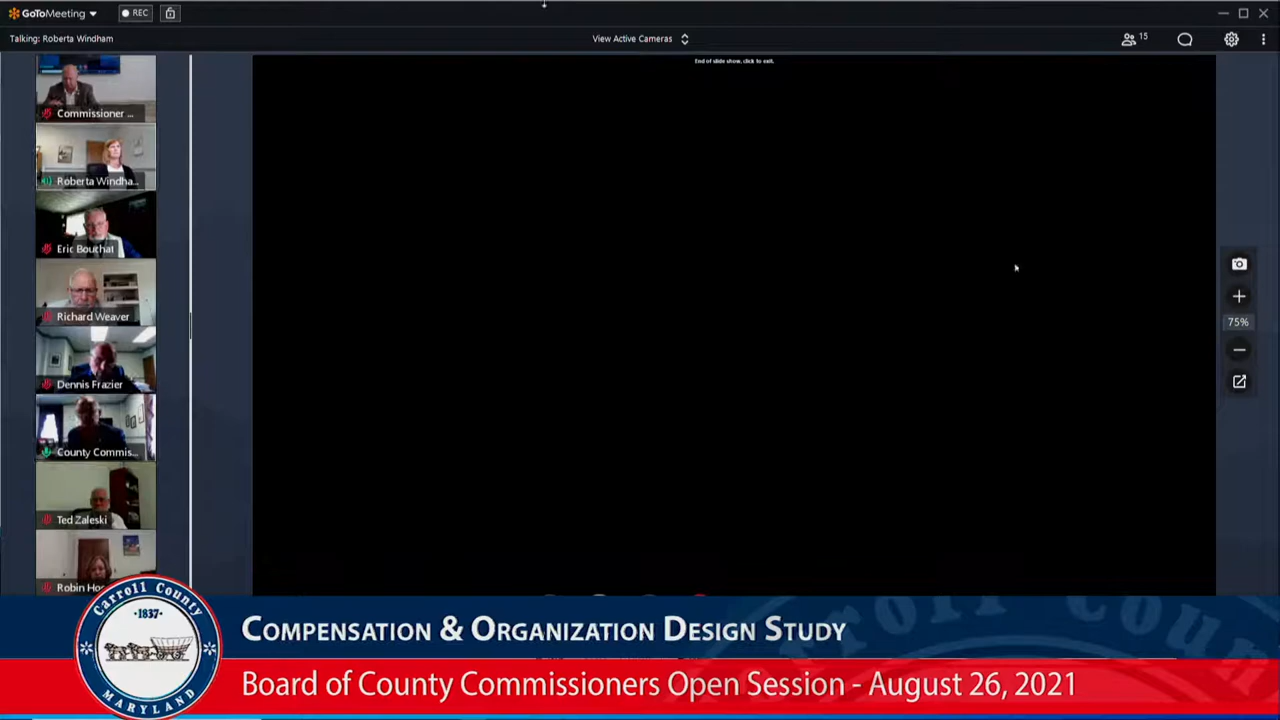 GoToMeeting
REC
Talking: Roberta Windham
View Active Cameras
15
End of slide show, click to exit.
Commissioner ...
Roberta Windha...
Eric Bouchat
Richard Weaver
Dennis Frazier
County Commis...
Ted Zaleski
Robin Ho
75%
Carroll County
·1837·
MARYLAND
COMPENSATION & ORGANIZATION DESIGN STUDY
Board of County Commissioners Open Session - August 26, 2021